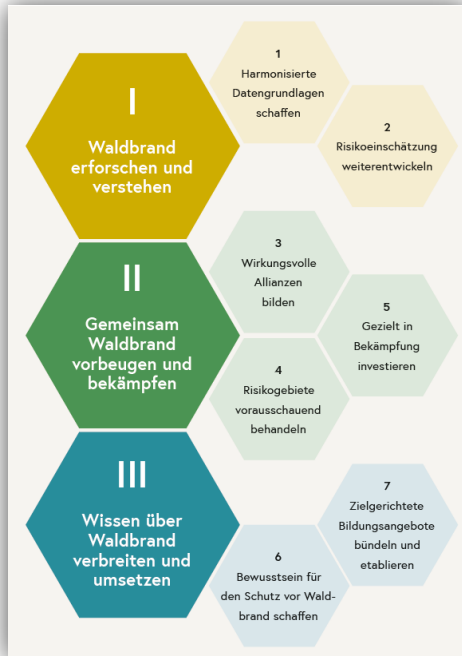 I
Waldbrand
erforschen und
verstehen
1
Harmonisierte
Datengrundlagen
schaffen
2
Risikoeinschätzung
weiterentwickeln
II
Gemeinsam
Waldbrand
vorbeugen und
bekämpfen
3
Wirkungsvolle
Allianzen
bilden
4
Risikogebiete
vorausschauend
behandeln
5
Gezielt in
Bekämpfung
investieren
III
Wissen über
Waldbrand
verbreiten und
umsetzen
6
Bewusstsein für
den Schutz vor Wald-
brand schaffen
7
Zielgerichtete
Bildungsangebote
bündeln und
etablieren